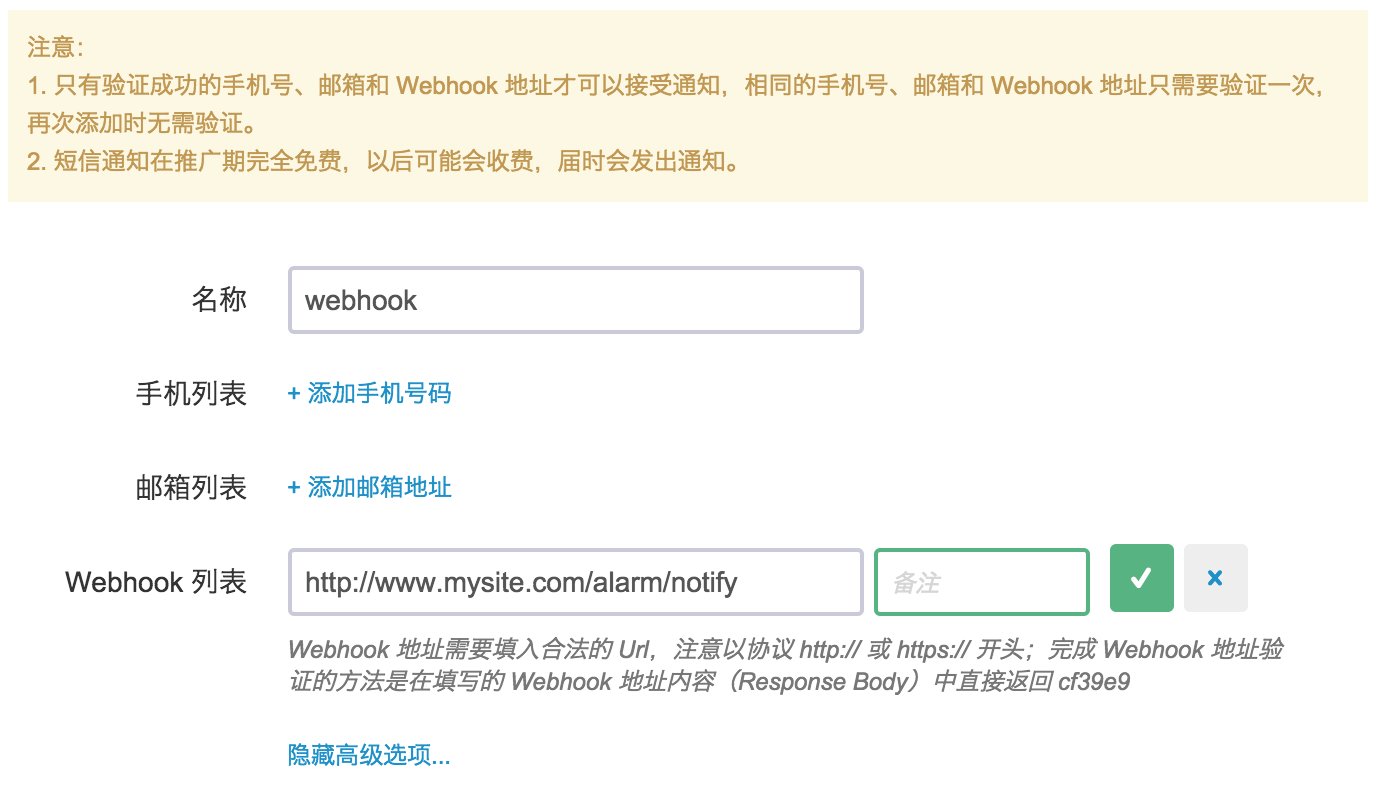 注意：
1. 只有验证成功的手机号、邮箱和 Webhook 地址才可以接受通知，相同的手机号、邮箱和 Webhook 地址只需要验证一次，
再次添加时无需验证。
2. 短信通知在推广期完全免费，以后可能会收费，届时会发出通知。
名称 webhook
手机列表 + 添加手机号码
邮箱列表 + 添加邮箱地址
Webhook 列表 http://www.mysite.com/alarm/notify 备注
Webhook 地址需要填入合法的 Url，注意以协议 http:// 或 https:// 开头；完成 Webhook 地址验
证的方法是在填写的 Webhook 地址内容（Response Body）中直接返回 cf39e9
隐藏高级选项...